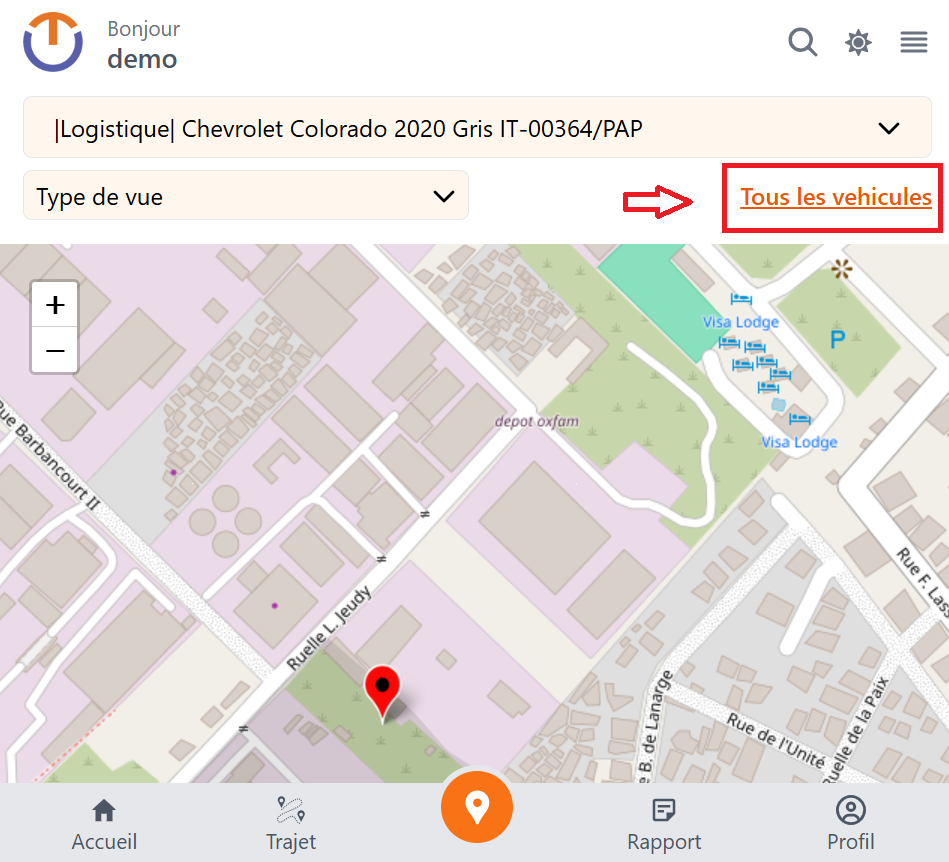 Bonjour
demo
|Logistique| Chevrolet Colorado 2020 Gris IT-00364/PAP
Type de vue
Tous les vehicules
+
−
Visa Lodge
P
depot oxfam
Visa Lodge
Rue Barbancourt II
Rue F. Lass
Ruelle L. Jeudy
B. de Lanarge
Rue de l'Unité
Ruelle de la Paix
Accueil
Trajet
Rapport
Profil